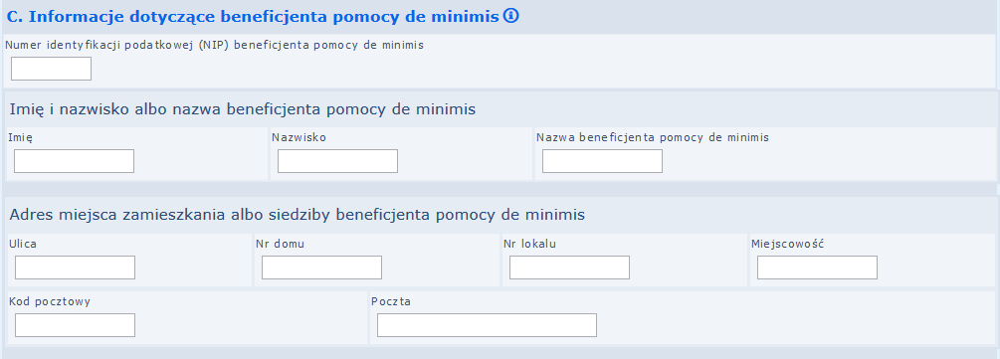 C. Informacje dotyczące beneficjenta pomocy de minimis
Numer identyfikacji podatkowej (NIP) beneficjenta pomocy de minimis
Imię i nazwisko albo nazwa beneficjenta pomocy de minimis
Imię Nazwisko Nazwa beneficjenta pomocy de minimis
Adres miejsca zamieszkania albo siedziby beneficjenta pomocy de minimis
Ulica Nr domu Nr lokalu Miejscowość
Kod pocztowy Poczta